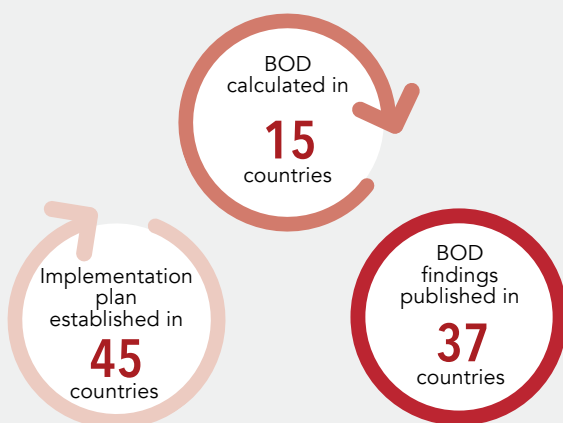 BOD
calculated in
15
countries
Implementation
plan
established in
45
countries
BOD
findings
published in
37
countries